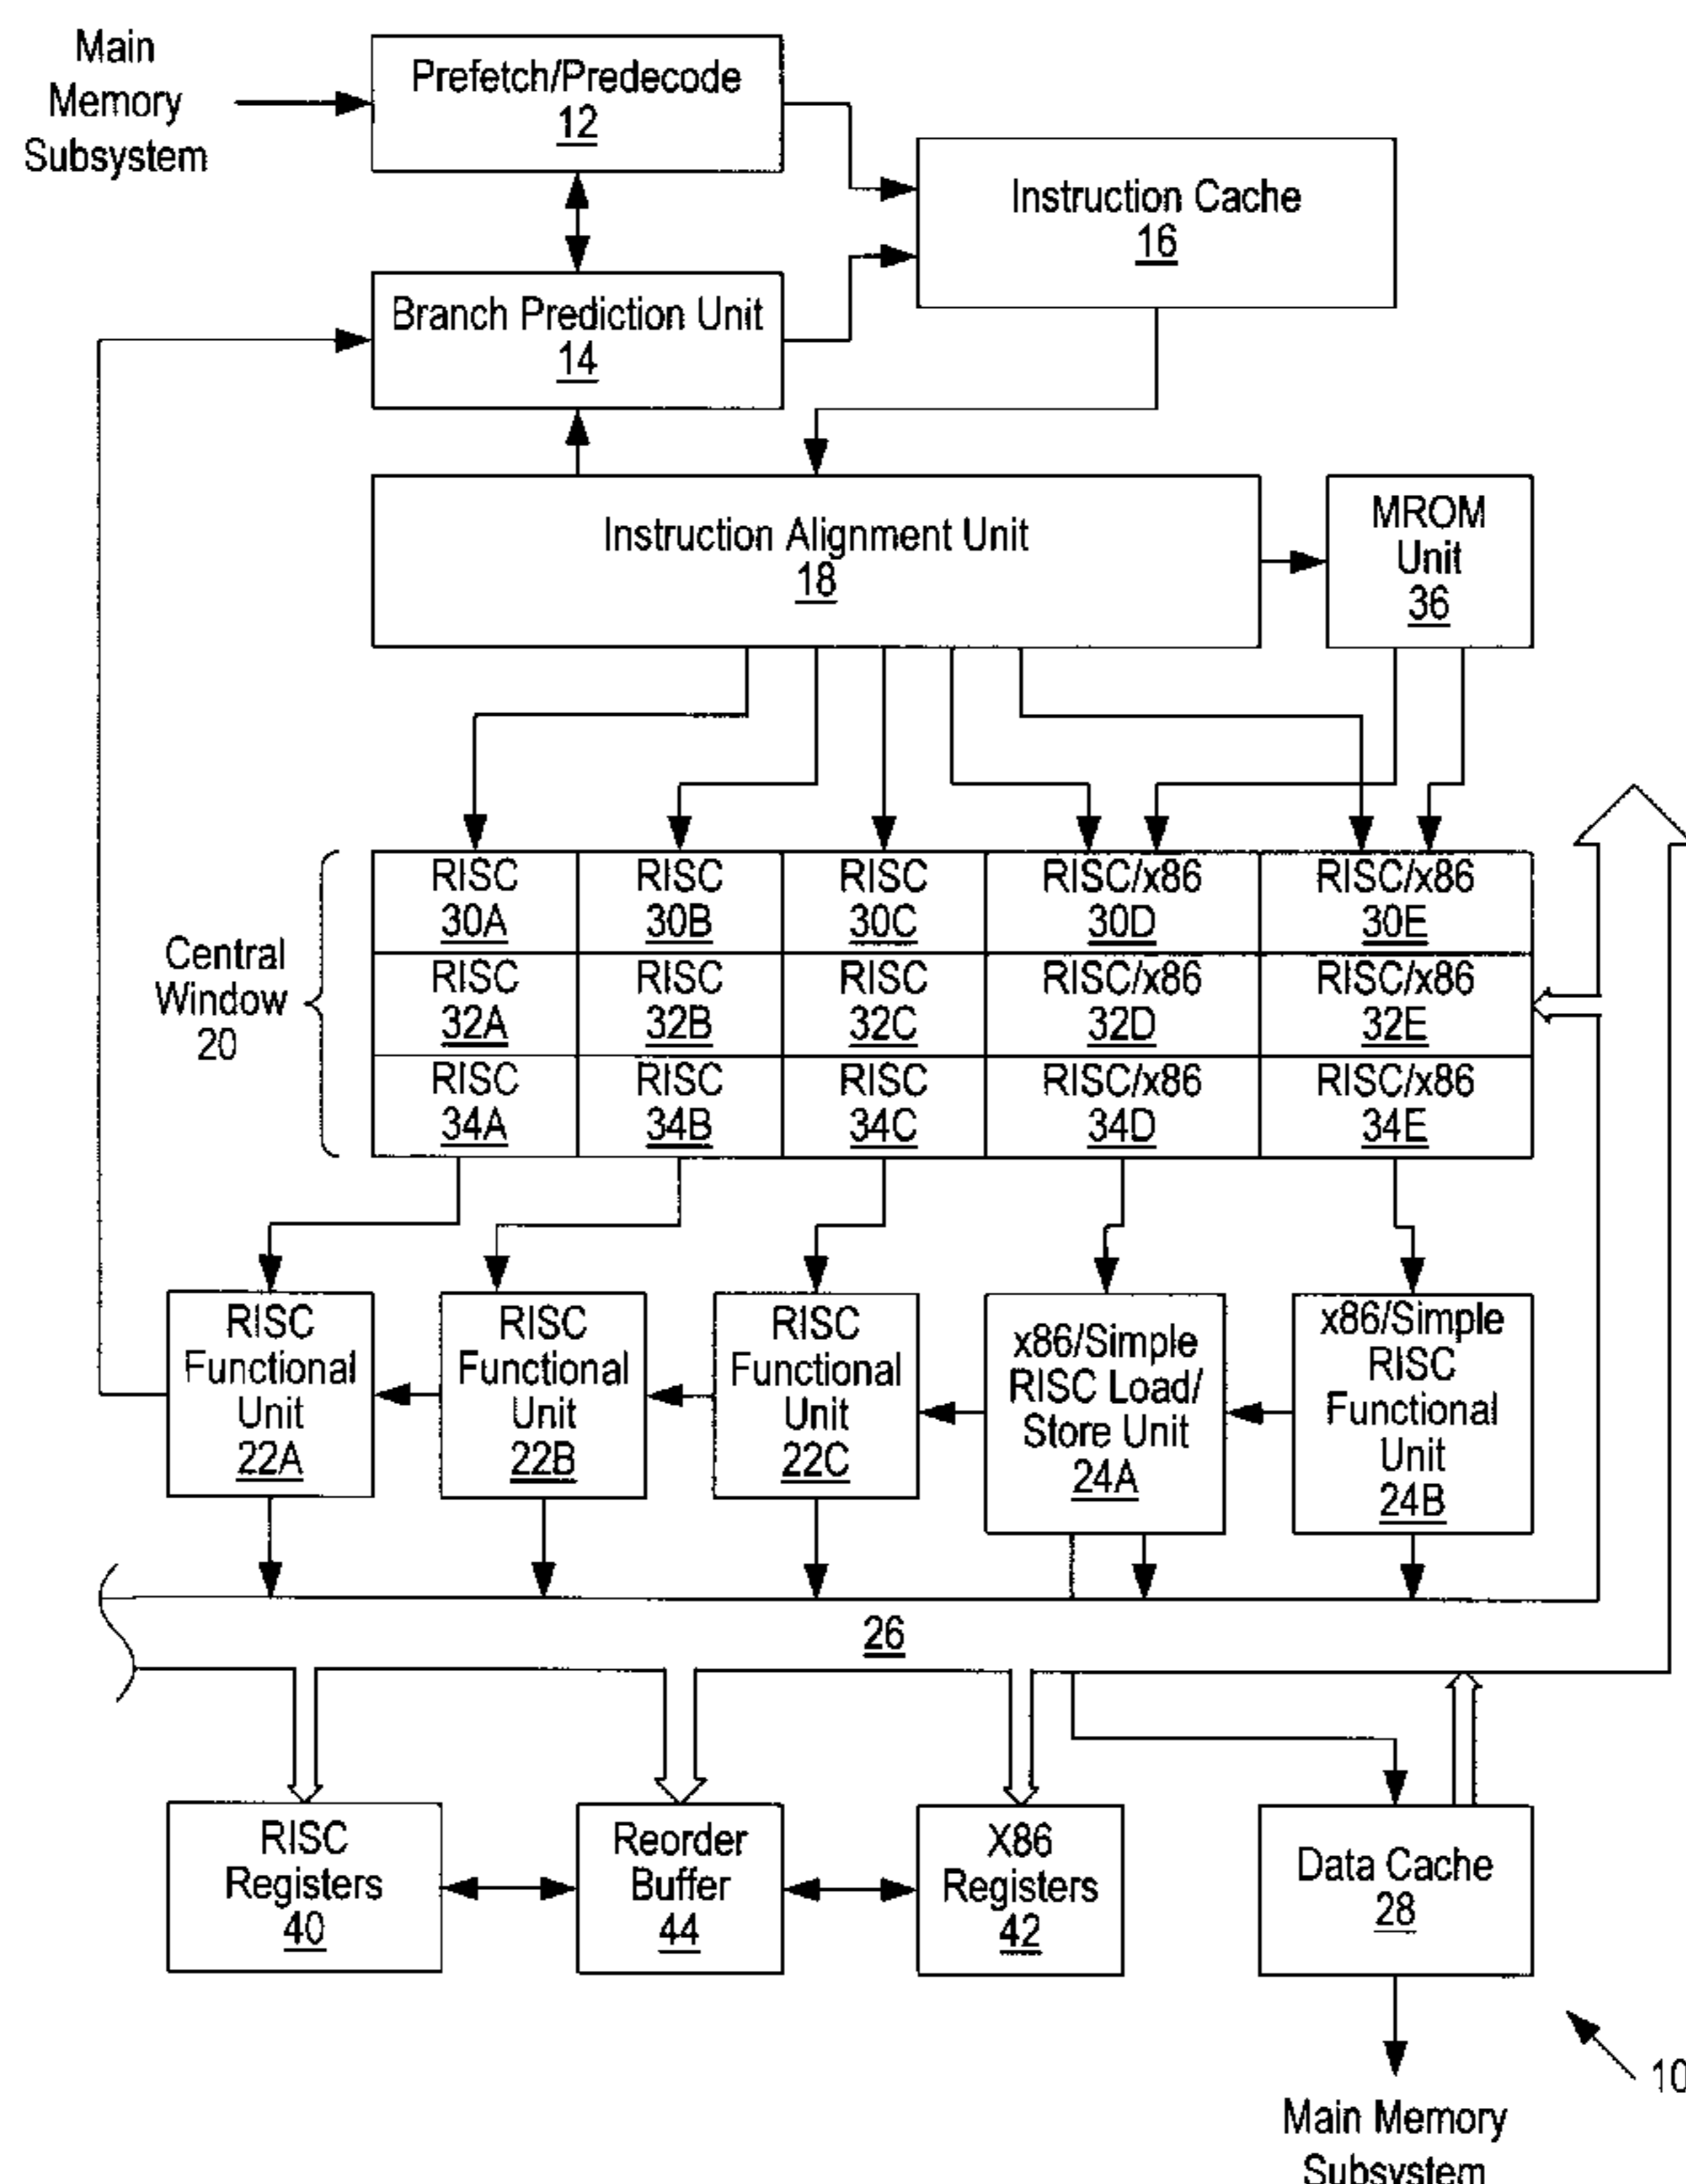 Main
Memory
Subsystem
Prefetch/Predecode
12
Instruction Cache
16
Branch Prediction Unit
14
Instruction Alignment Unit
18
MROM
Unit
36
Central
Window
20
RISC
30A
RISC
30B
RISC
30C
RISC/x86
30D
RISC/x86
30E
RISC
32A
RISC
32B
RISC
32C
RISC/x86
32D
RISC/x86
32E
RISC
34A
RISC
34B
RISC
34C
RISC/x86
34D
RISC/x86
34E
RISC
Functional
Unit
22A
RISC
Functional
Unit
22B
RISC
Functional
Unit
22C
x86/Simple
RISC Load/
Store Unit
24A
x86/Simple
RISC
Functional
Unit
24B
26
RISC
Registers
40
Reorder
Buffer
44
X86
Registers
42
Data Cache
28
10
Main Memory
Subsystem